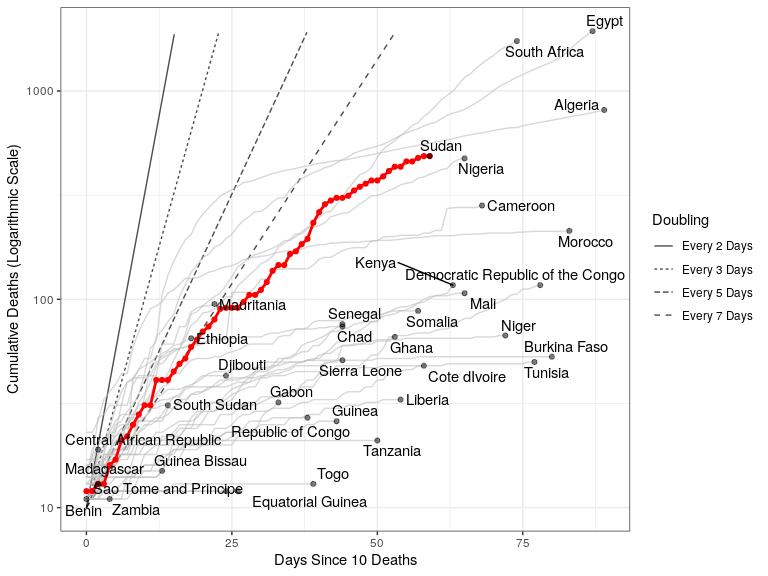 Egypt
South Africa
Algeria
Sudan
Nigeria
Cameroon
Morocco
Kenya
Democratic Republic of the Congo
Mauritania
Mali
Senegal
Somalia
Chad
Niger
Ethiopia
Ghana
Burkina Faso
Djibouti
Sierra Leone
Cote dIvoire
Tunisia
Gabon
South Sudan
Liberia
Guinea
Republic of Congo
Central African Republic
Tanzania
Guinea Bissau
Madagascar
Togo
Sao Tome and Principe
Equatorial Guinea
Benin
Zambia
1000
100
10
0
25
50
75
Days Since 10 Deaths
Cumulative Deaths (Logarithmic Scale)
Doubling
Every 2 Days
Every 3 Days
Every 5 Days
Every 7 Days